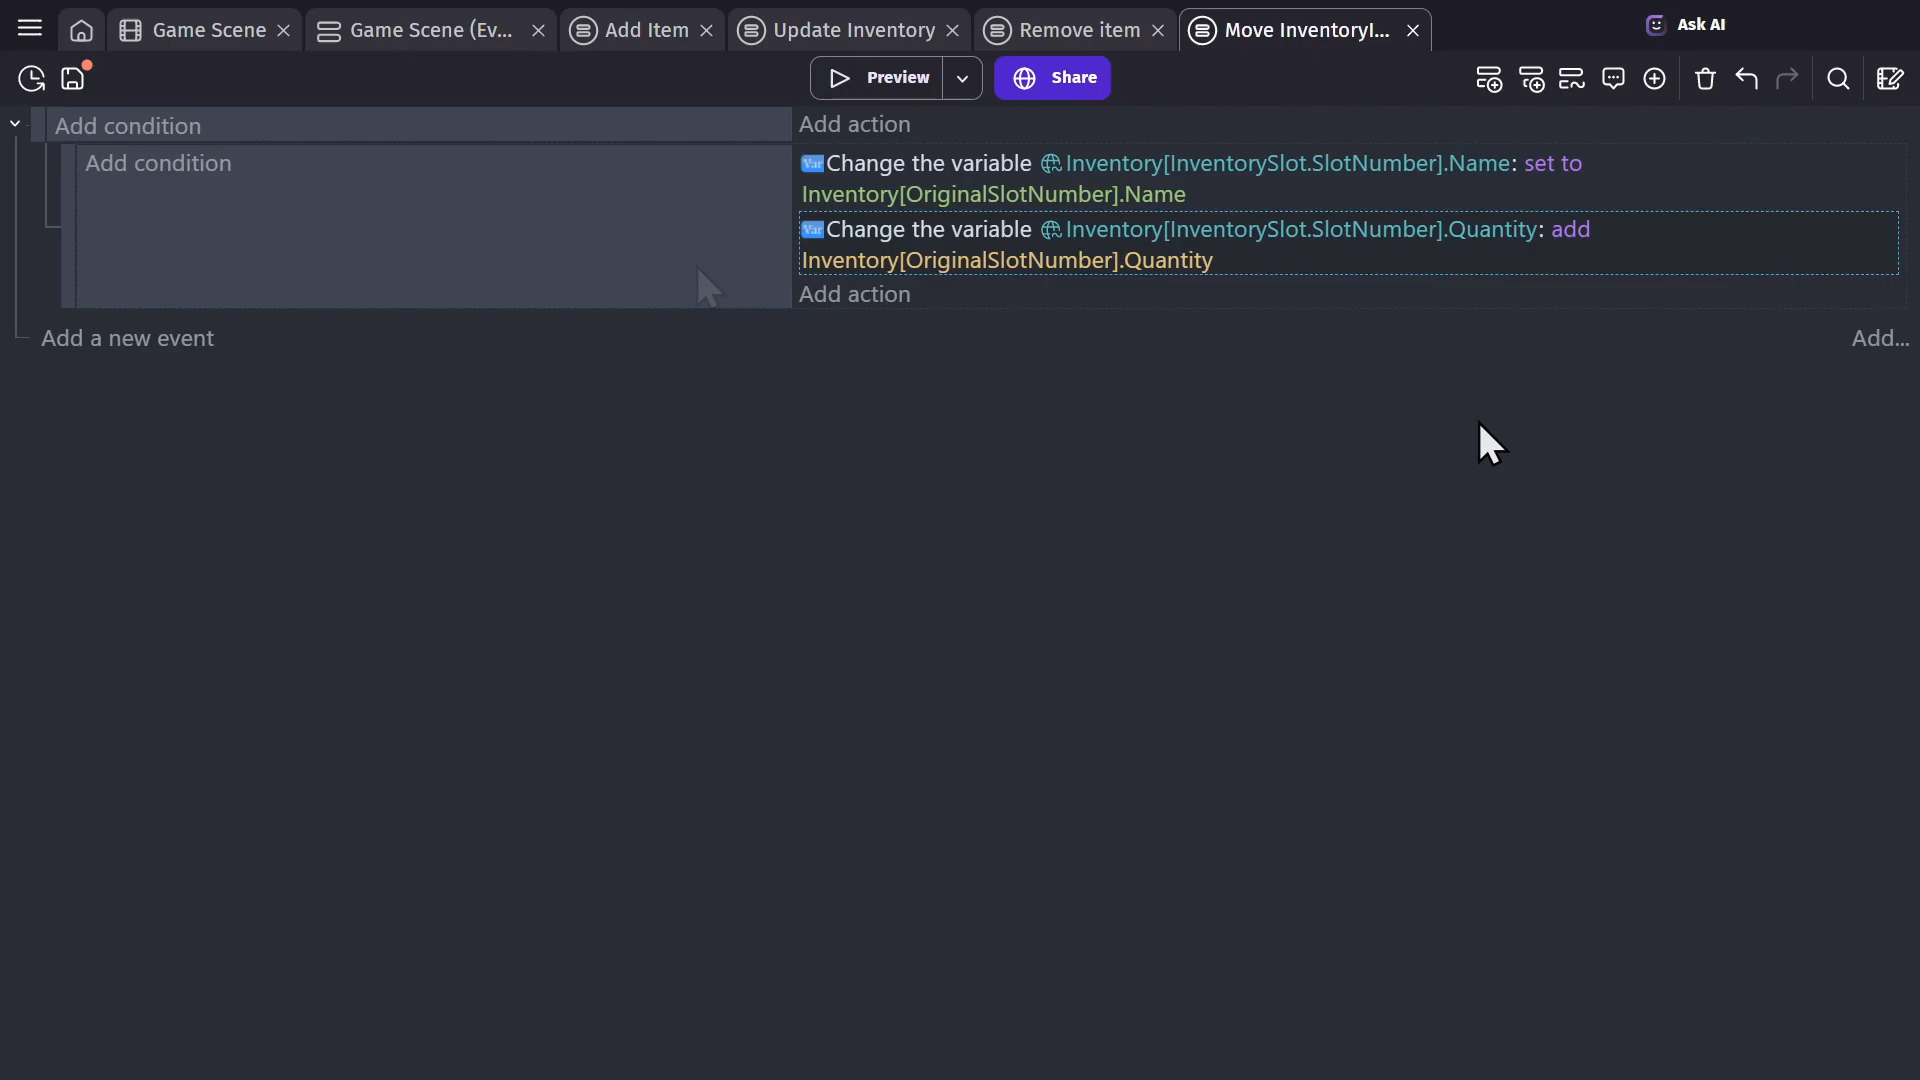 Game Scene
Game Scene (Ev...
Add Item
Update Inventory
Remove item
Move InventoryI...
Ask AI
Preview
Share
Add condition
Add action
Add condition
Var Change the variable Inventory[InventorySlot.SlotNumber].Name: set to
Inventory[OriginalSlotNumber].Name
Var Change the variable Inventory[InventorySlot.SlotNumber].Quantity: add
Inventory[OriginalSlotNumber].Quantity
Add action
Add a new event
Add...